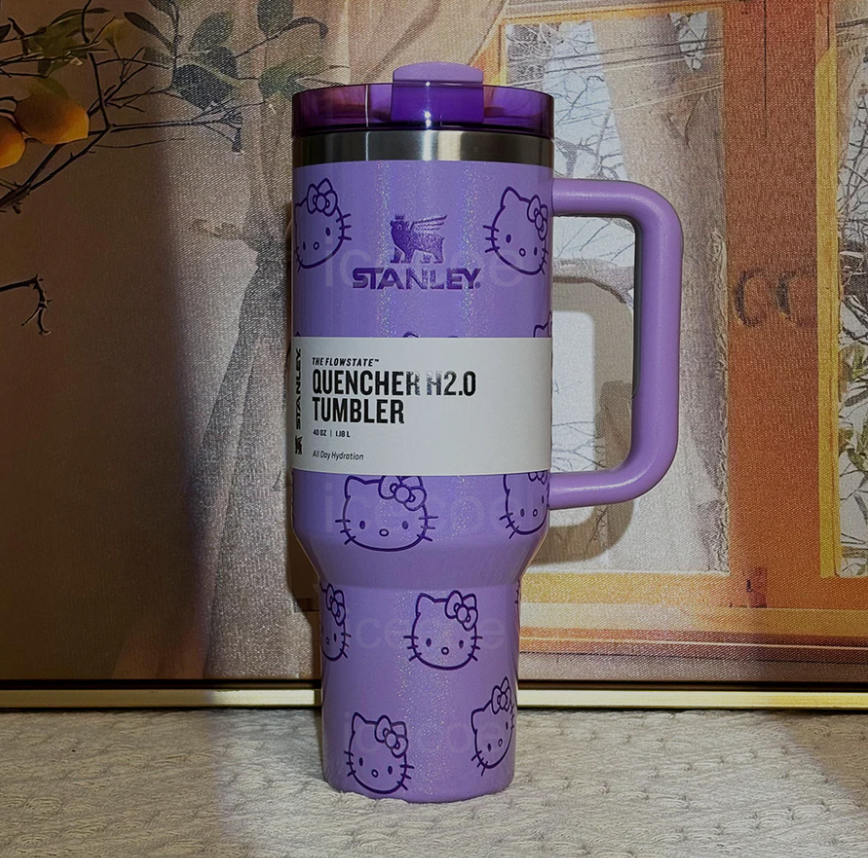 STANLEY
STANLEY
THE FLOWSTATE™
QUENCHER H2.0
TUMBLER
40 OZ | 1.18 L
All Day Hydration